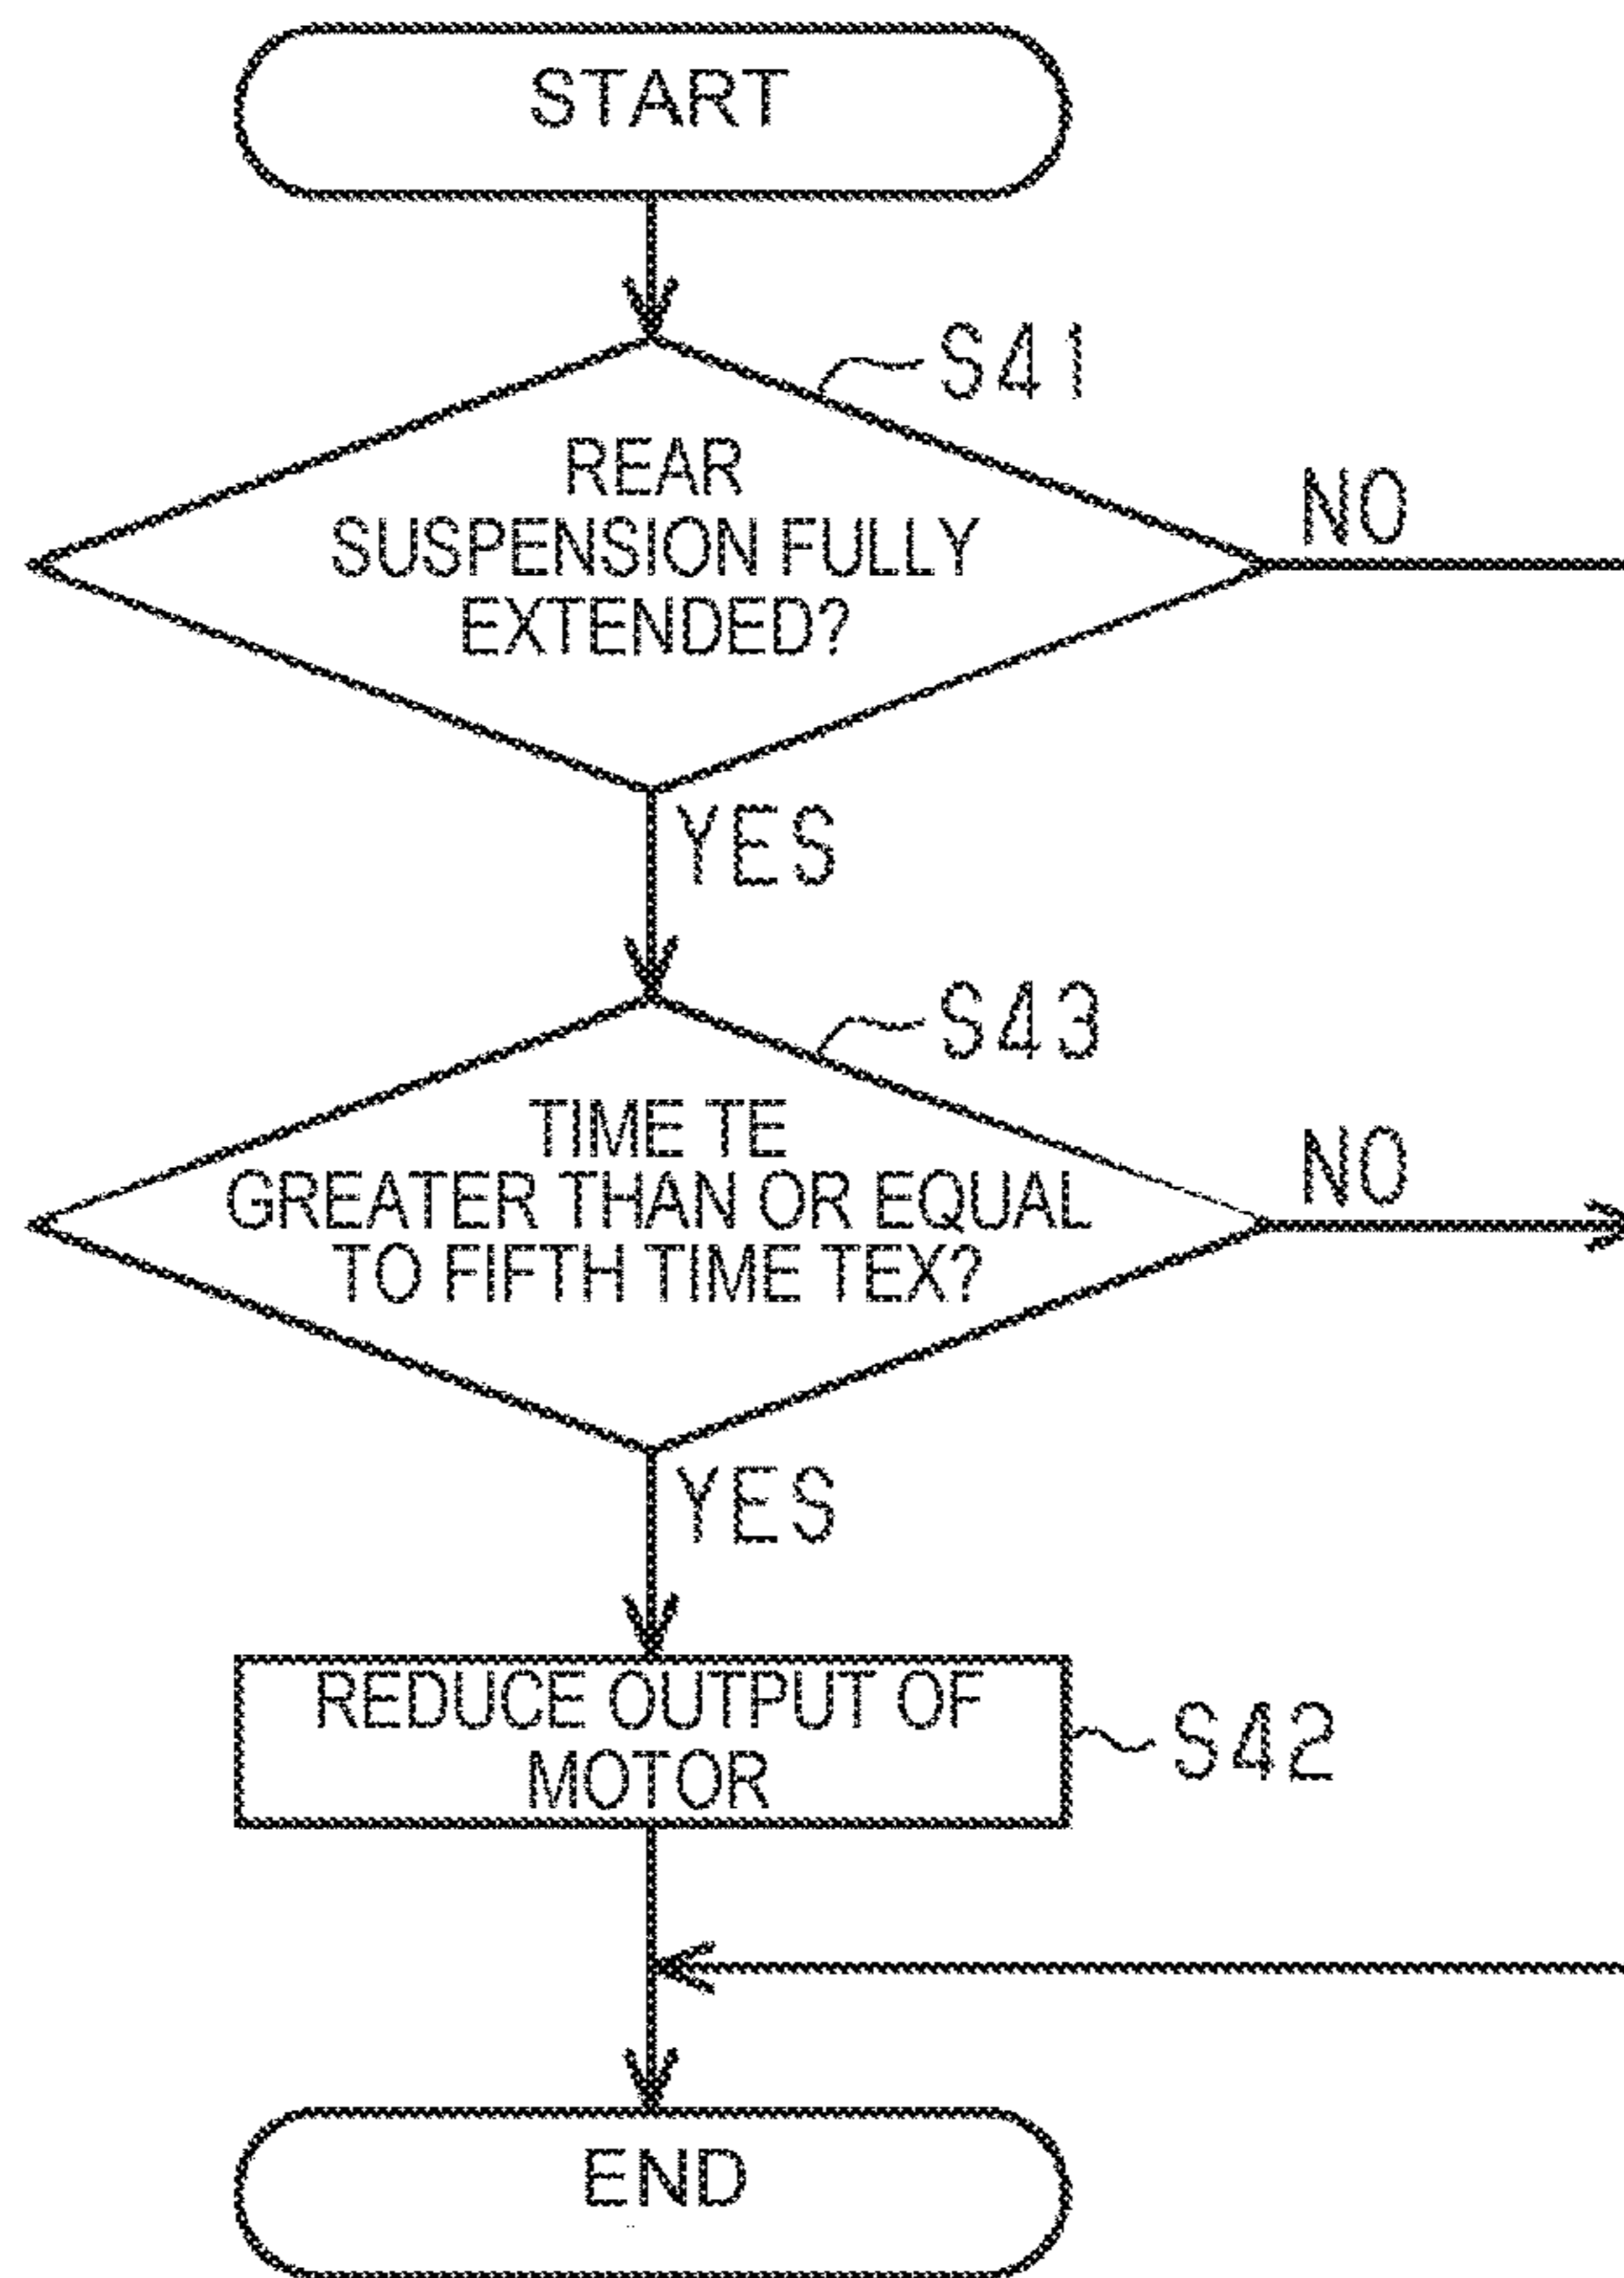 START
S41
REAR
SUSPENSION FULLY
EXTENDED?
NO
YES
S43
TIME TE
GREATER THAN OR EQUAL
TO FIFTH TIME TEX?
NO
YES
REDUCE OUTPUT OF
MOTOR
S42
END